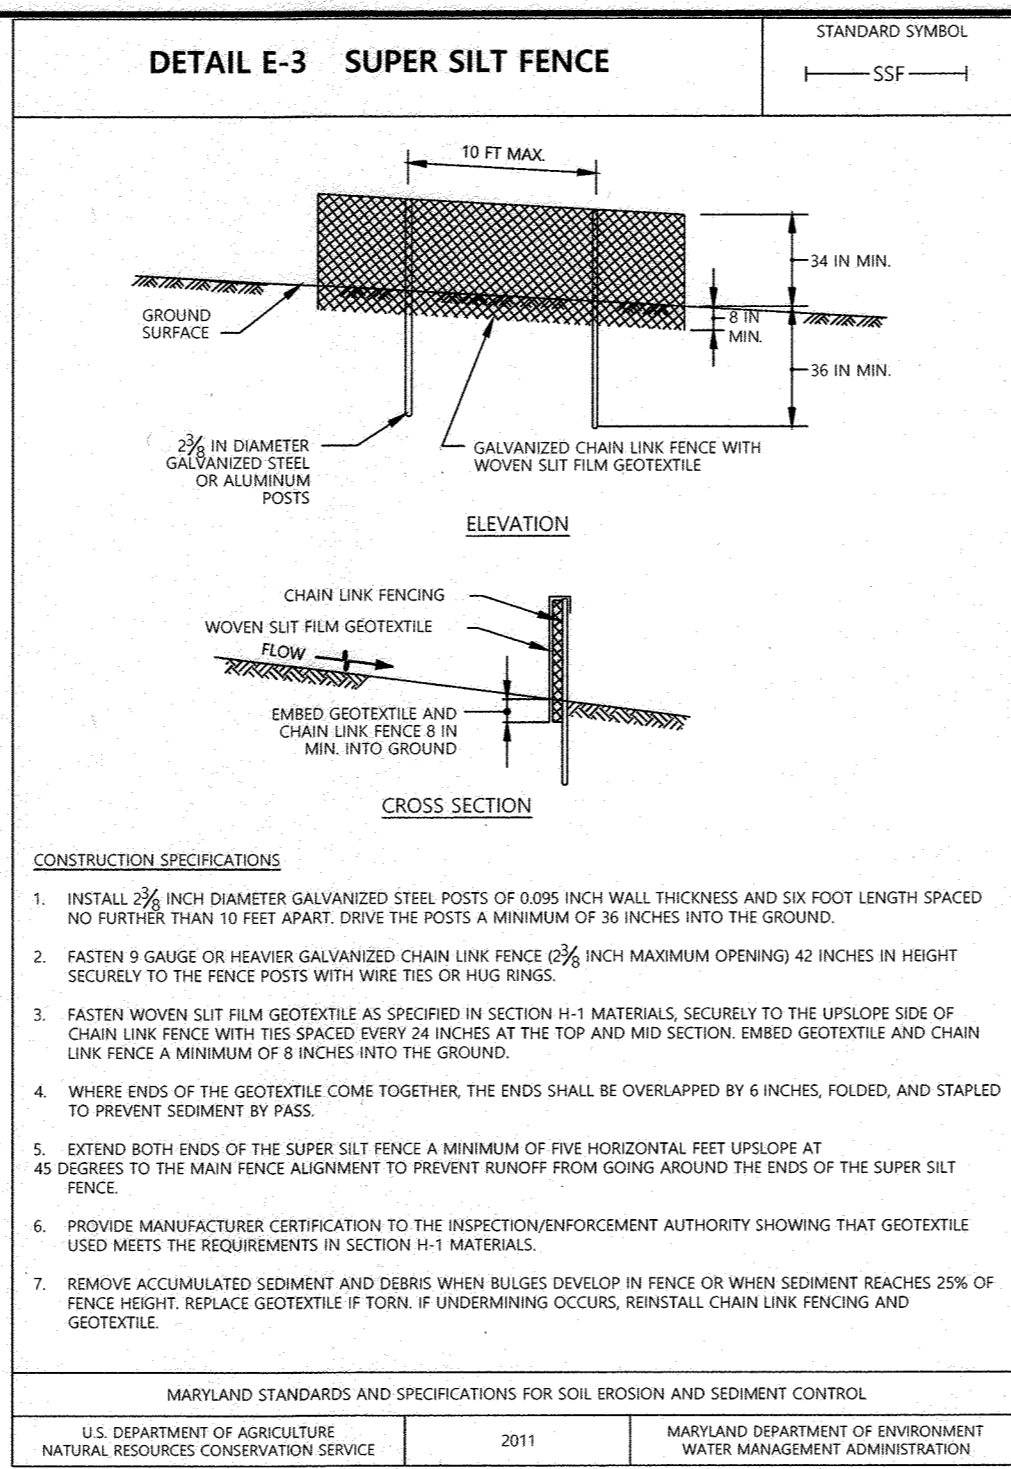 DETAIL E-3 SUPER SILT FENCE
STANDARD SYMBOL
SSF
10 FT MAX.
34 IN MIN.
GROUND
SURFACE
8 IN
MIN.
36 IN MIN.
2 3/8 IN DIAMETER
GALVANIZED STEEL
OR ALUMINUM
POSTS
GALVANIZED CHAIN LINK FENCE WITH
WOVEN SLIT FILM GEOTEXTILE
ELEVATION
CHAIN LINK FENCING
WOVEN SLIT FILM GEOTEXTILE
FLOW
EMBED GEOTEXTILE AND
CHAIN LINK FENCE 8 IN
MIN. INTO GROUND
CROSS SECTION
CONSTRUCTION SPECIFICATIONS
1. INSTALL 2 3/8 INCH DIAMETER GALVANIZED STEEL POSTS OF 0.095 INCH WALL THICKNESS AND SIX FOOT LENGTH SPACED
NO FURTHER THAN 10 FEET APART. DRIVE THE POSTS A MINIMUM OF 36 INCHES INTO THE GROUND.
2. FASTEN 9 GAUGE OR HEAVIER GALVANIZED CHAIN LINK FENCE (2 3/8 INCH MAXIMUM OPENING) 42 INCHES IN HEIGHT
SECURELY TO THE FENCE POSTS WITH WIRE TIES OR HUG RINGS.
3. FASTEN WOVEN SLIT FILM GEOTEXTILE AS SPECIFIED IN SECTION H-1 MATERIALS, SECURELY TO THE UPSLOPE SIDE OF
CHAIN LINK FENCE WITH TIES SPACED EVERY 24 INCHES AT THE TOP AND MID SECTION. EMBED GEOTEXTILE AND CHAIN
LINK FENCE A MINIMUM OF 8 INCHES INTO THE GROUND.
4. WHERE ENDS OF THE GEOTEXTILE COME TOGETHER, THE ENDS SHALL BE OVERLAPPED BY 6 INCHES, FOLDED, AND STAPLED
TO PREVENT SEDIMENT BY PASS.
5. EXTEND BOTH ENDS OF THE SUPER SILT FENCE A MINIMUM OF FIVE HORIZONTAL FEET UPSLOPE AT
45 DEGREES TO THE MAIN FENCE ALIGNMENT TO PREVENT RUNOFF FROM GOING AROUND THE ENDS OF THE SUPER SILT
FENCE.
6. PROVIDE MANUFACTURER CERTIFICATION TO THE INSPECTION/ENFORCEMENT AUTHORITY SHOWING THAT GEOTEXTILE
USED MEETS THE REQUIREMENTS IN SECTION H-1 MATERIALS.
7. REMOVE ACCUMULATED SEDIMENT AND DEBRIS WHEN BULGES DEVELOP IN FENCE OR WHEN SEDIMENT REACHES 25% OF
FENCE HEIGHT. REPLACE GEOTEXTILE IF TORN. IF UNDERMINING OCCURS, REINSTALL CHAIN LINK FENCING AND
GEOTEXTILE.
MARYLAND STANDARDS AND SPECIFICATIONS FOR SOIL EROSION AND SEDIMENT CONTROL
U.S. DEPARTMENT OF AGRICULTURE
NATURAL RESOURCES CONSERVATION SERVICE
2011
MARYLAND DEPARTMENT OF ENVIRONMENT
WATER MANAGEMENT ADMINISTRATION